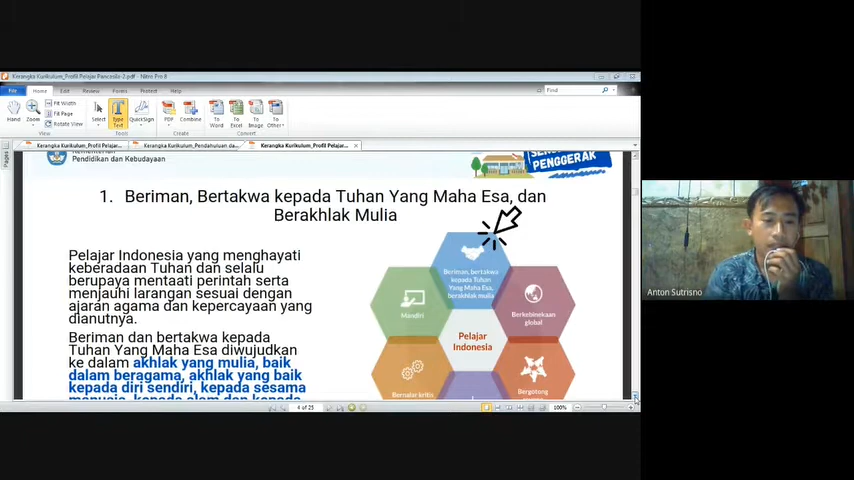 Kerangka Kurikulum_Profil Pelajar Pancasila-2.pdf - Nitro Pro 8
File Home Edit Review Forms Protect Help
Find
Hand Zoom Fit Width
Fit Page
Rotate View
Select Type Text QuickSign
PDF Combine
To Word To Excel To Image To Other
View Tools Create Convert
Kerangka Kurikulum_Profil Pelajar...
Kerangka Kurikulum_Pendahuluan da...
Kerangka Kurikulum_Profil Pelajar...
Pages
Pendidikan dan Kebudayaan
PENGGERAK
1. Beriman, Bertakwa kepada Tuhan Yang Maha Esa, dan
Berakhlak Mulia
Pelajar Indonesia yang menghayati
keberadaan Tuhan dan selalu
berupaya mentaati perintah serta
menjauhi larangan sesuai dengan
ajaran agama dan kepercayaan yang
dianutnya.
Beriman dan bertakwa kepada
Tuhan Yang Maha Esa diwujudkan
ke dalam akhlak yang mulia, baik
dalam beragama, akhlak yang baik
kepada diri sendiri, kepada sesama
manusia, kepada alam dan kepada
Beriman, bertakwa
kepada Tuhan
Yang Maha Esa,
berakhlak mulia
Mandiri
Berkebinekaan
global
Pelajar
Indonesia
Bernalar kritis
Bergotong
4 of 25
100%
Anton Sutrisno